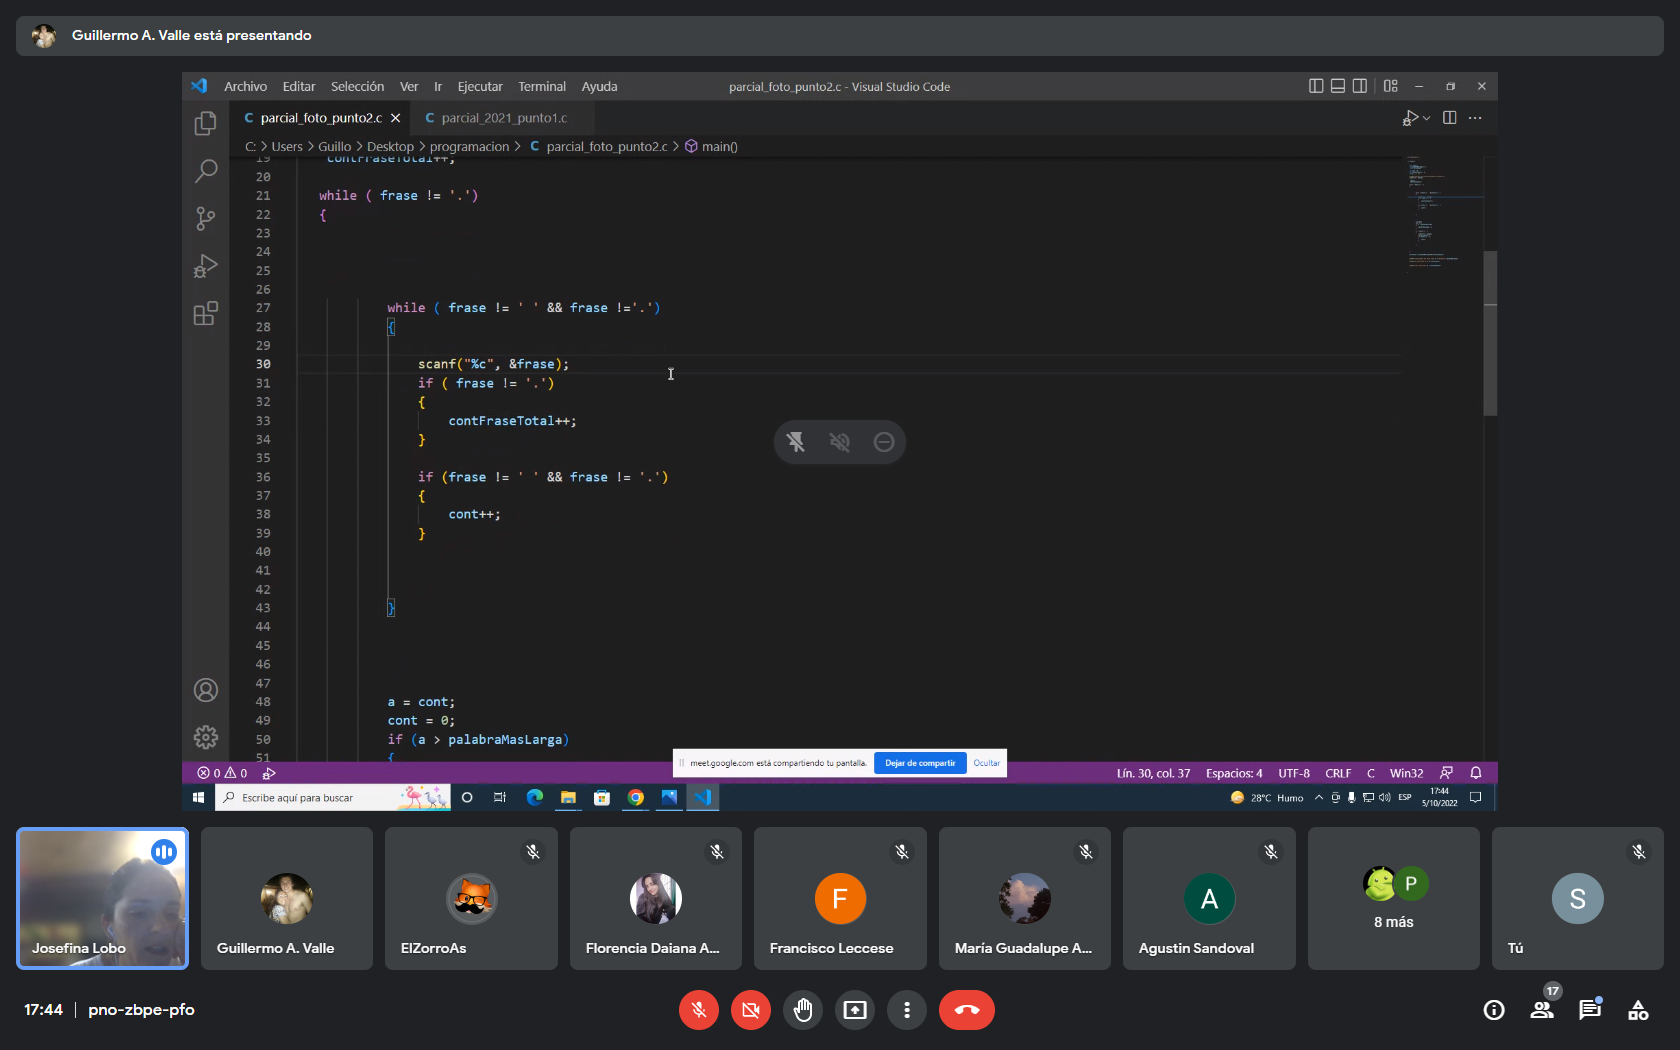 Guillermo A. Valle está presentando
Archivo Editar Selección Ver Ir Ejecutar Terminal Ayuda
parcial_foto_punto2.c - Visual Studio Code
parcial_foto_punto2.c
parcial_2021_punto1.c
C: > Users > Guillo > Desktop > programacion > C parcial_foto_punto2.c > main()
19 contFraseTotal++;
20
21 while ( frase != '.')
22 {
23
24
25
26
27 while ( frase != ' ' && frase !='.')
28 {
29
30 scanf("%c", &frase);
31 if ( frase != '.')
32 {
33 contFraseTotal++;
34 }
35
36 if (frase != ' ' && frase != '.')
37 {
38 cont++;
39 }
40
41
42
43 }
44
45
46
47
48 a = cont;
49 cont = 0;
50 if (a > palabraMasLarga)
51 {
meet.google.com está compartiendo tu pantalla. Dejar de compartir Ocultar
0 0 Lín. 30, col. 37 Espacios: 4 UTF-8 CRLF C Win32
Escribe aquí para buscar
28°C Humo
ESP
17:44
5/10/2022
Josefina Lobo
Guillermo A. Valle
ElZorroAs
Florencia Daiana A...
F
Francisco Leccese
María Guadalupe A...
A
Agustin Sandoval
P
8 más
S
Tú
17:44 | pno-zbpe-pfo
17